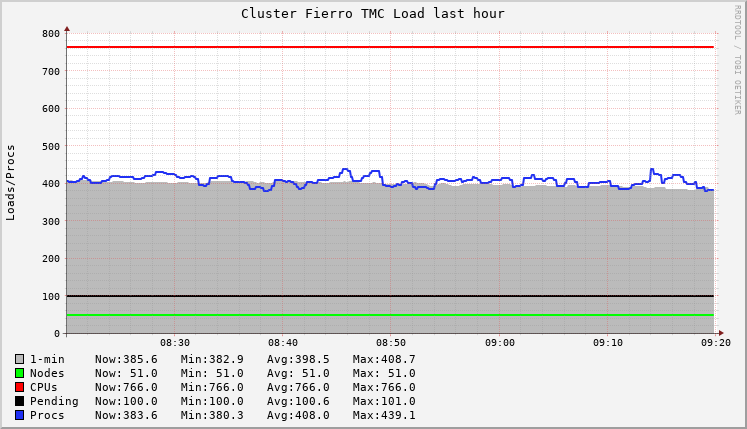 Cluster Fierro TMC Load last hour
RRDTOOL / TOBI OETIKER
Loads/Procs
800
700
600
500
400
300
200
100
0
08:30 08:40 08:50 09:00 09:10 09:20
1-min Now:385.6 Min:382.9 Avg:398.5 Max:408.7
Nodes Now: 51.0 Min: 51.0 Avg: 51.0 Max: 51.0
CPUs Now:766.0 Min:766.0 Avg:766.0 Max:766.0
Pending Now:100.0 Min:100.0 Avg:100.6 Max:101.0
Procs Now:383.6 Min:380.3 Avg:408.0 Max:439.1